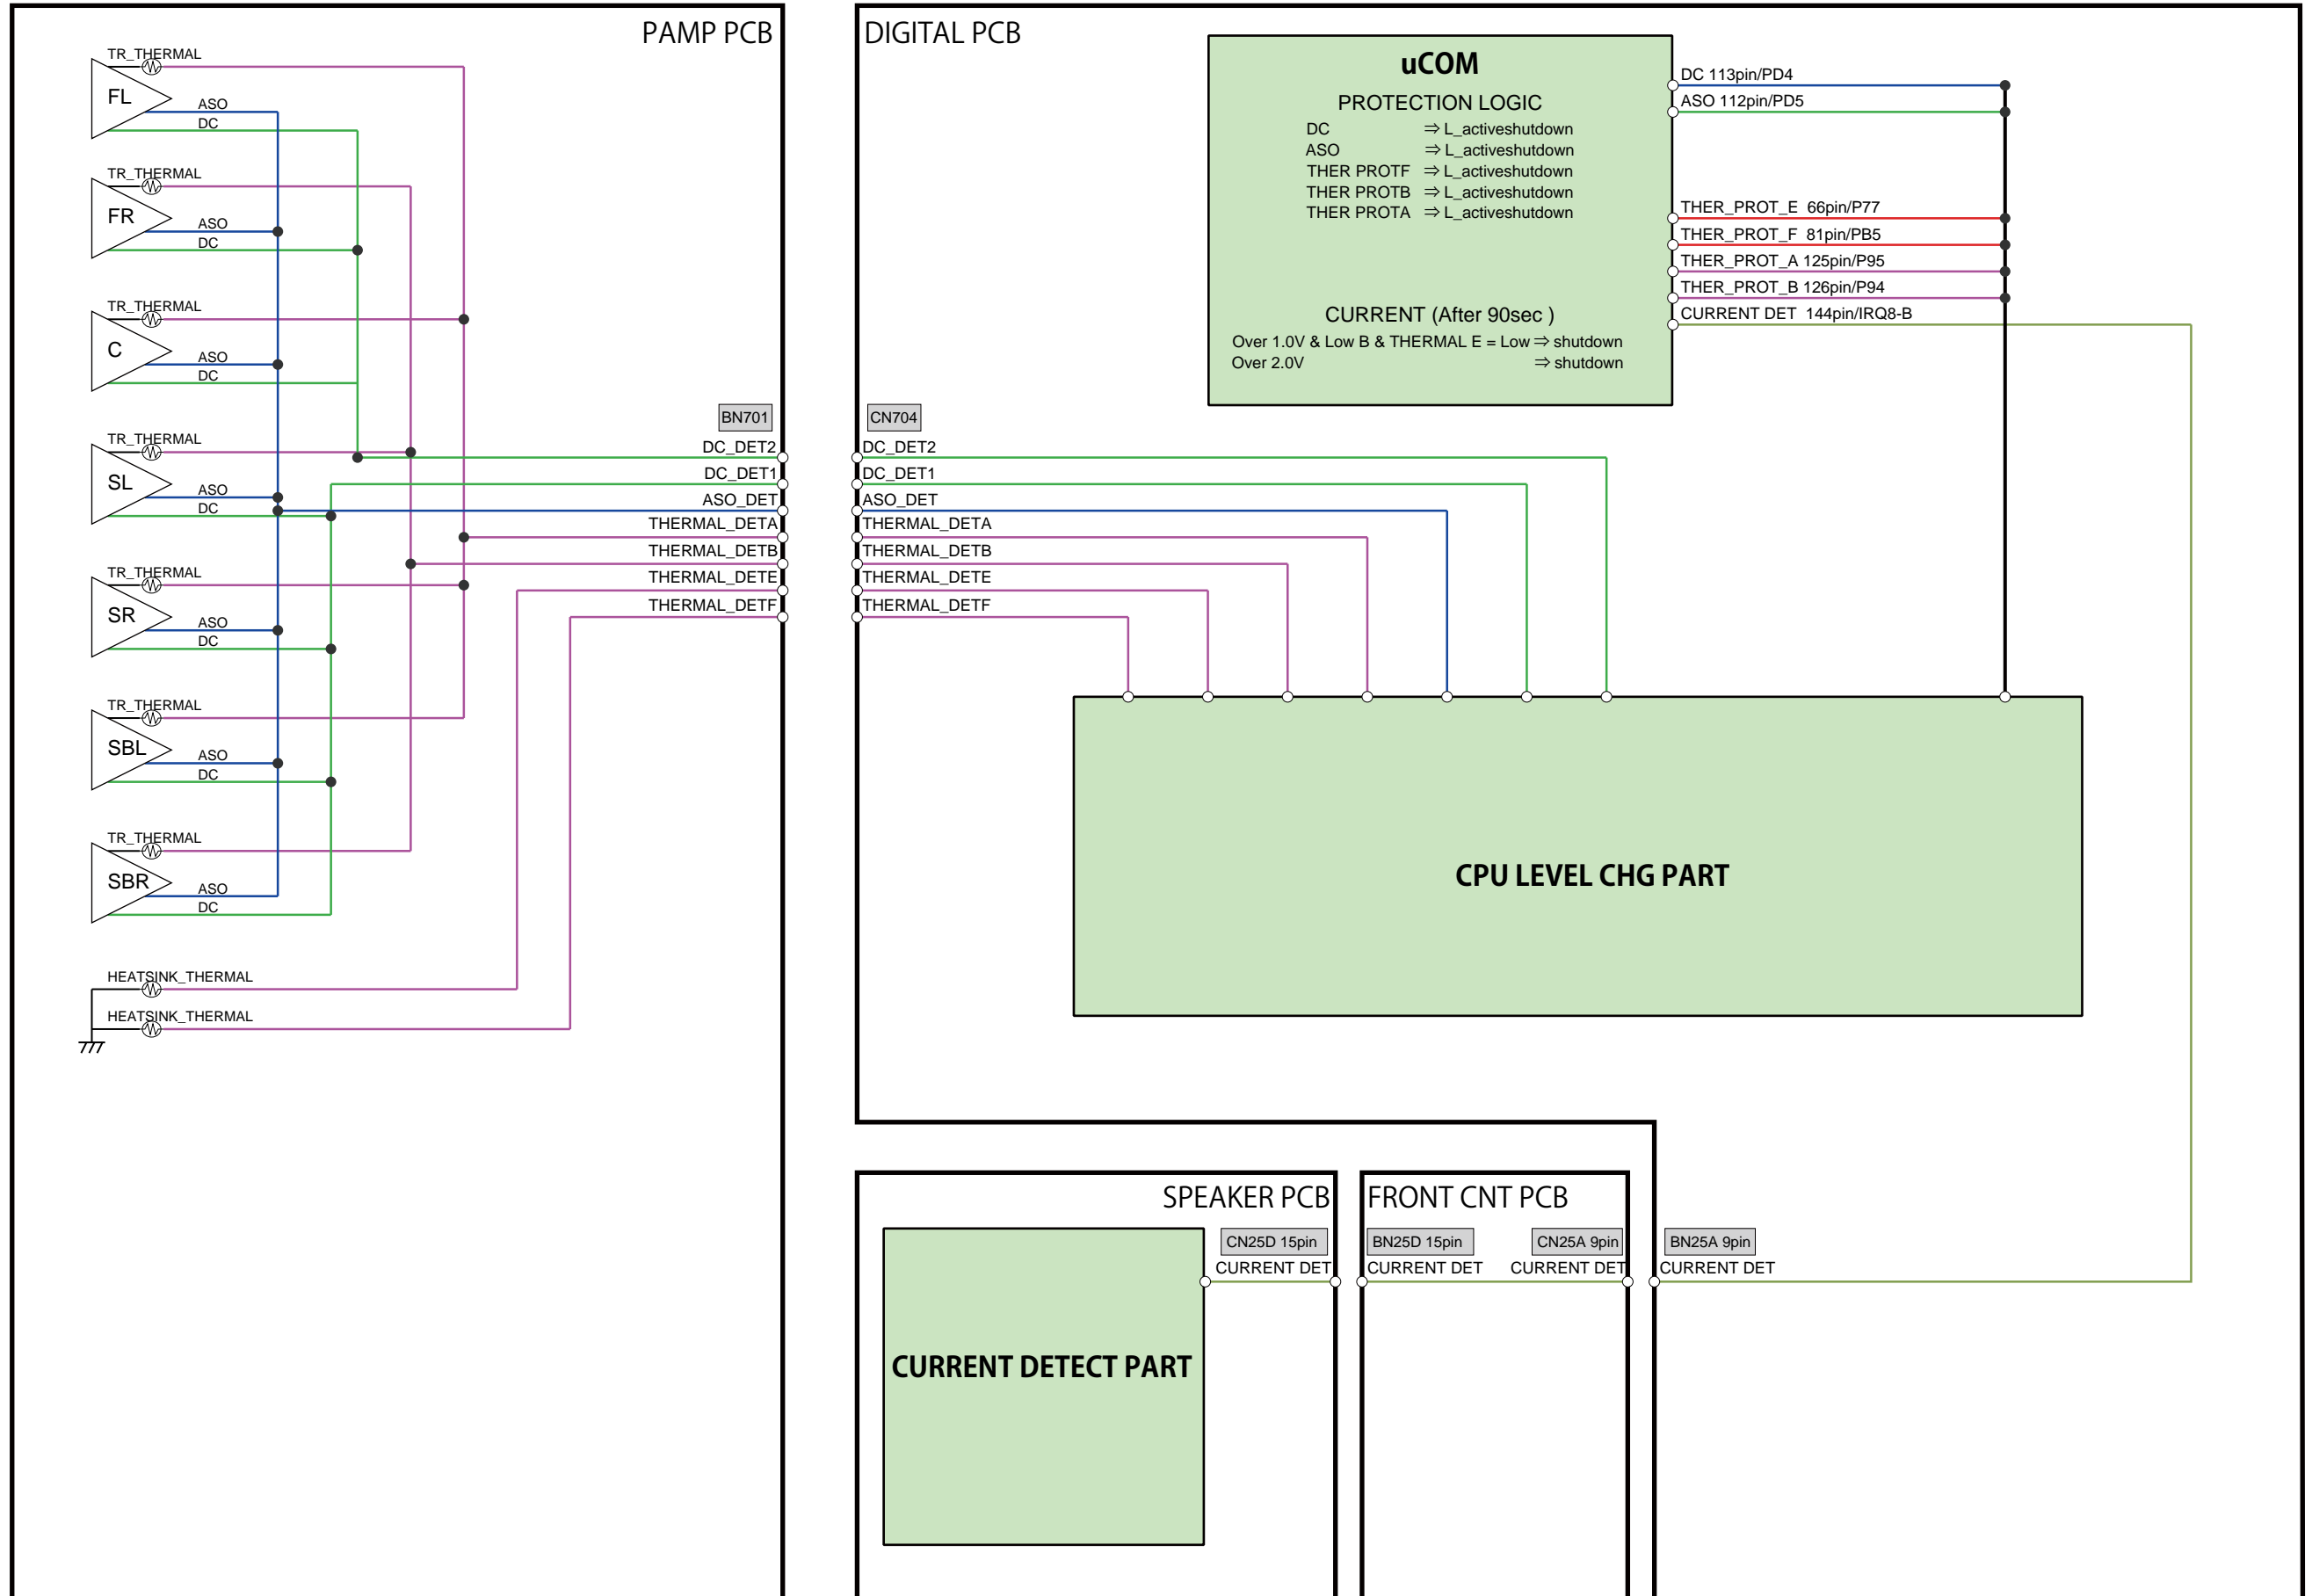 PAMP PCB
TR_THERMAL
FL
ASO
DC
TR_THERMAL
FR
ASO
DC
TR_THERMAL
C
ASO
DC
TR_THERMAL
SL
ASO
DC
TR_THERMAL
SR
ASO
DC
TR_THERMAL
SBL
ASO
DC
TR_THERMAL
SBR
ASO
DC
HEATSINK_THERMAL
HEATSINK_THERMAL
BN701
DC_DET2
DC_DET1
ASO_DET
THERMAL_DETA
THERMAL_DETB
THERMAL_DETE
THERMAL_DETF
DIGITAL PCB
CN704
DC_DET2
DC_DET1
ASO_DET
THERMAL_DETA
THERMAL_DETB
THERMAL_DETE
THERMAL_DETF
uCOM
PROTECTION LOGIC
DC ⇒ L_activeshutdown
ASO ⇒ L_activeshutdown
THER PROTF ⇒ L_activeshutdown
THER PROTB ⇒ L_activeshutdown
THER PROTA ⇒ L_activeshutdown
CURRENT (After 90sec )
Over 1.0V & Low B & THERMAL E = Low ⇒ shutdown
Over 2.0V ⇒ shutdown
DC 113pin/PD4
ASO 112pin/PD5
THER_PROT_E 66pin/P77
THER_PROT_F 81pin/PB5
THER_PROT_A 125pin/P95
THER_PROT_B 126pin/P94
CURRENT DET 144pin/IRQ8-B
CPU LEVEL CHG PART
SPEAKER PCB
CN25D 15pin
CURRENT DET
CURRENT DETECT PART
FRONT CNT PCB
BN25D 15pin
CURRENT DET
CN25A 9pin
CURRENT DET
BN25A 9pin
CURRENT DET